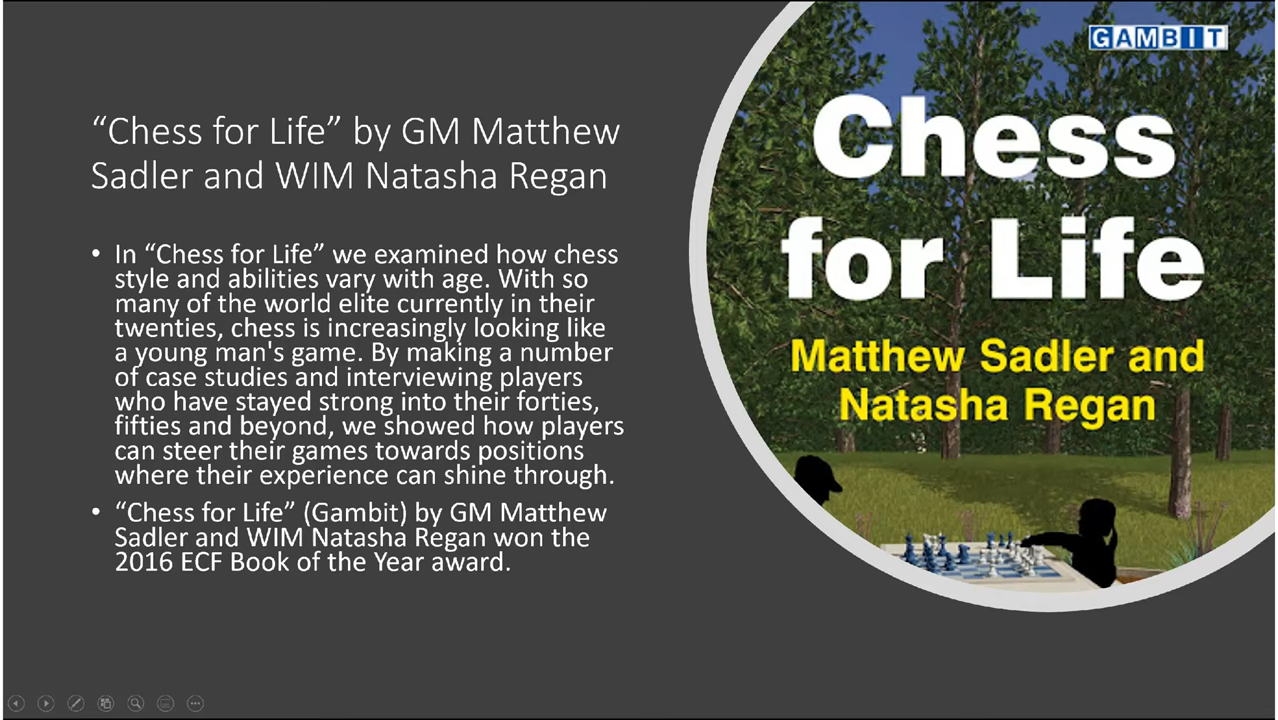 “Chess for Life” by GM Matthew
Sadler and WIM Natasha Regan
• In “Chess for Life” we examined how chess
style and abilities vary with age. With so
many of the world elite currently in their
twenties, chess is increasingly looking like
a young man's game. By making a number
of case studies and interviewing players
who have stayed strong into their forties,
fifties and beyond, we showed how players
can steer their games towards positions
where their experience can shine through.
• “Chess for Life” (Gambit) by GM Matthew
Sadler and WIM Natasha Regan won the
2016 ECF Book of the Year award.
GAMBIT
Chess
for Life
Matthew Sadler and
Natasha Regan